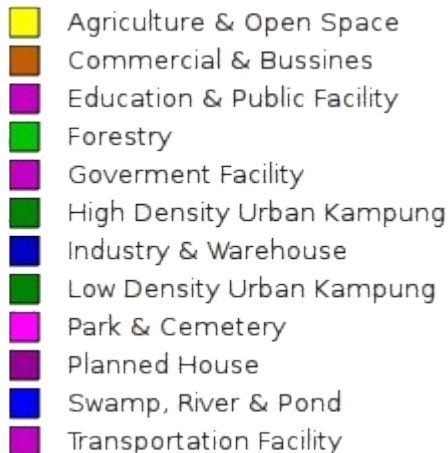 Agriculture & Open Space
Commercial & Bussines
Education & Public Facility
Forestry
Goverment Facility
High Density Urban Kampung
Industry & Warehouse
Low Density Urban Kampung
Park & Cemetery
Planned House
Swamp, River & Pond
Transportation Facility